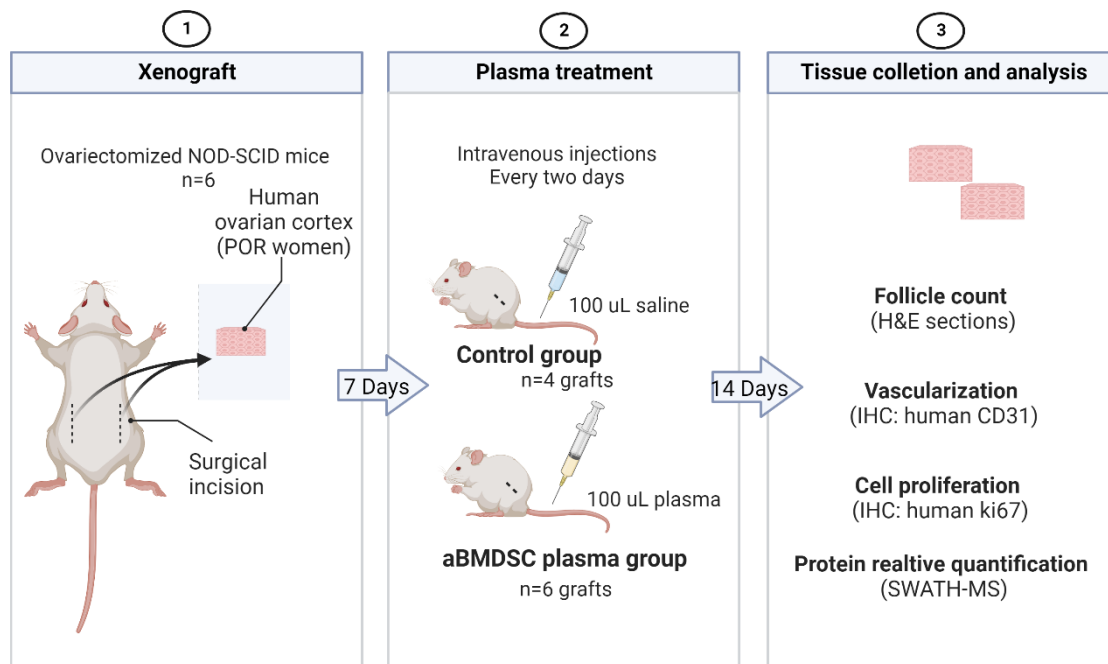 1
Xenograft
Ovariectomized NOD-SCID mice
n=6
Human
ovarian cortex
(POR women)
Surgical
incision
7 Days
2
Plasma treatment
Intravenous injections
Every two days
100 uL saline
Control group
n=4 grafts
100 uL plasma
aBMDSC plasma group
n=6 grafts
14 Days
3
Tissue colletion and analysis
Follicle count
(H&E sections)
Vascularization
(IHC: human CD31)
Cell proliferation
(IHC: human ki67)
Protein realtive quantification
(SWATH-MS)